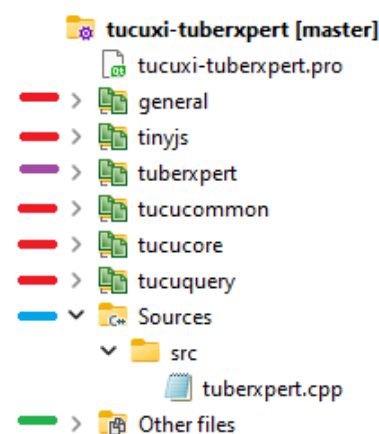 tucuxi-tuberxpert [master]
tucuxi-tuberxpert.pro
general
tinyjs
tuberxpert
tucucommon
tucucore
tucuquery
Sources
src
tuberxpert.cpp
Other files